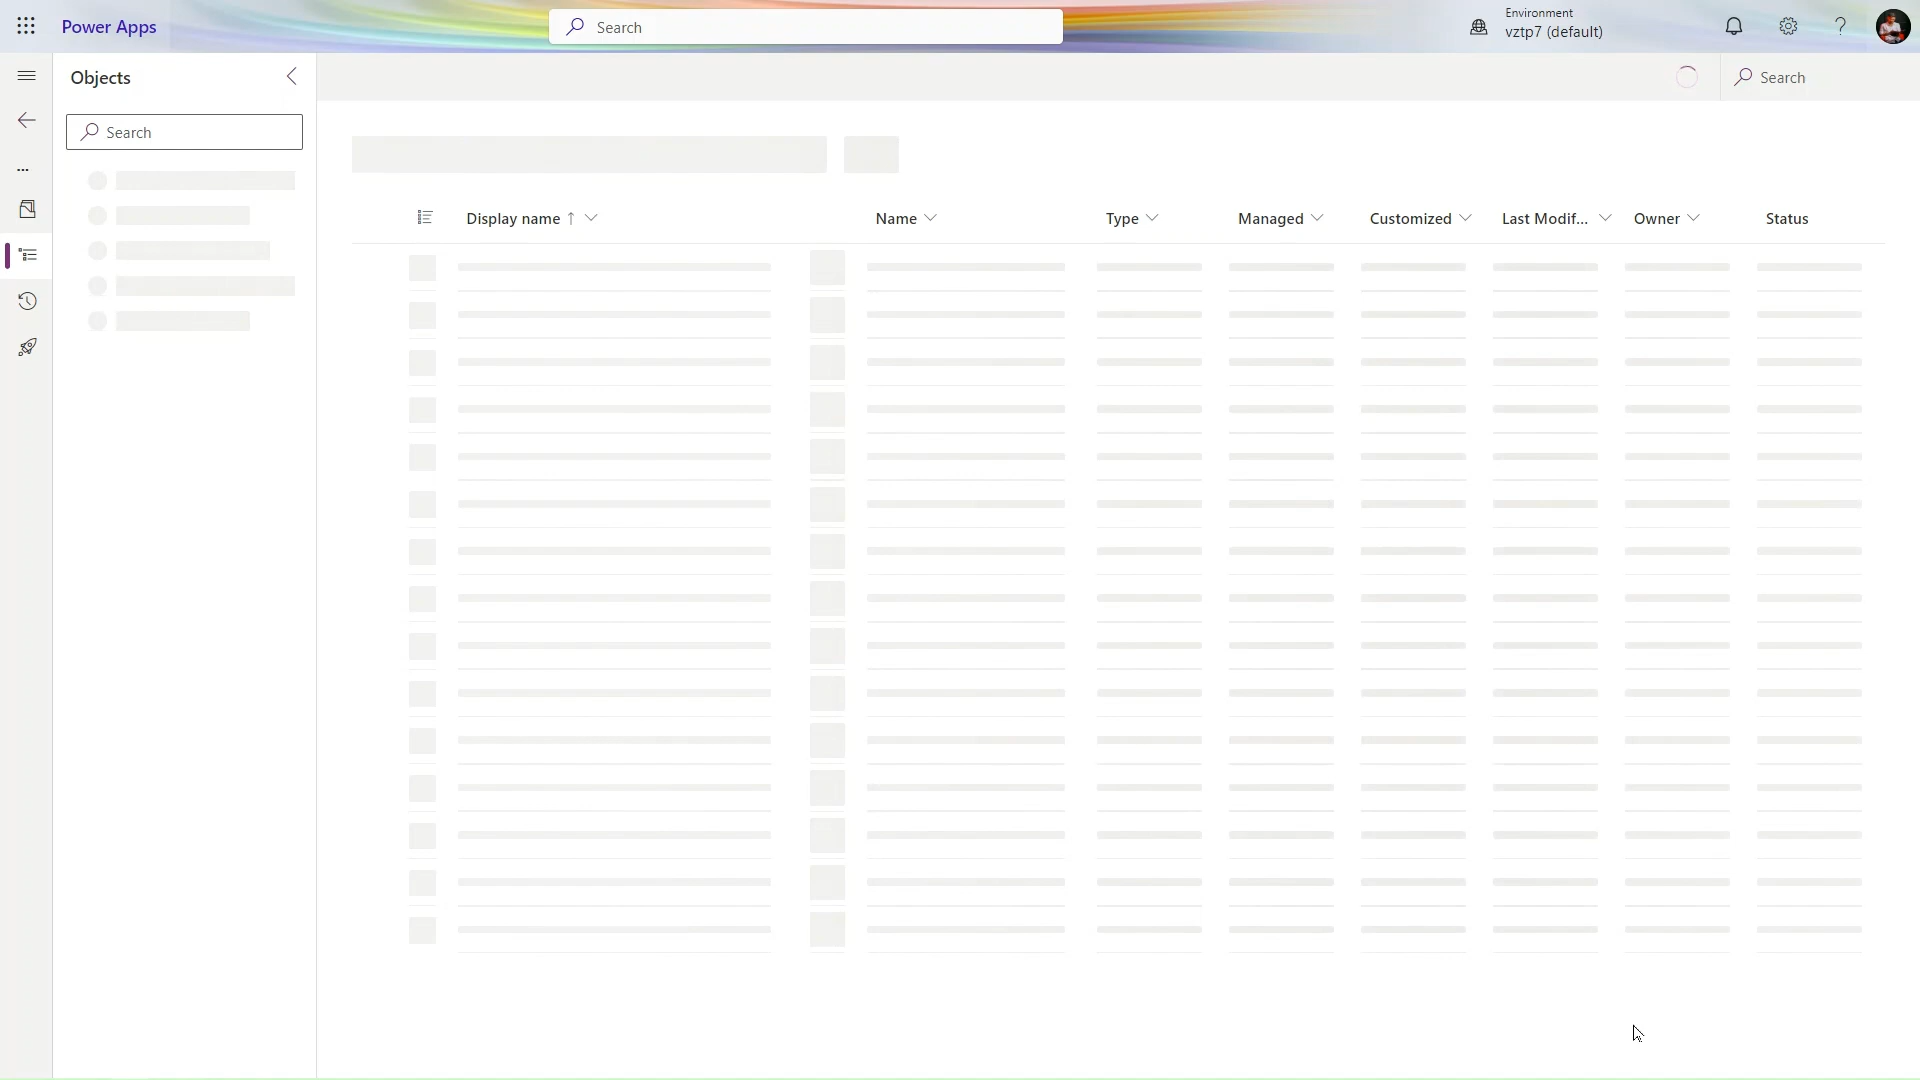 Power Apps
Search
Environment
vztp7 (default)
Objects
Search
Search
...
Display name
Name
Type
Managed
Customized
Last Modif...
Owner
Status